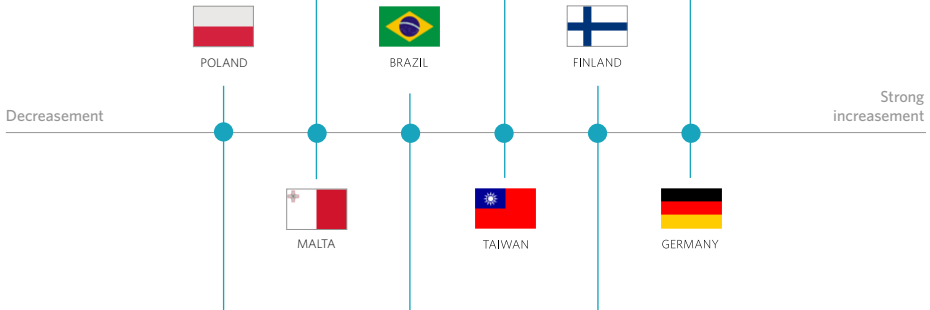 POLAND
BRAZIL
FINLAND
Decreasement
Strong
increasement
MALTA
TAIWAN
GERMANY